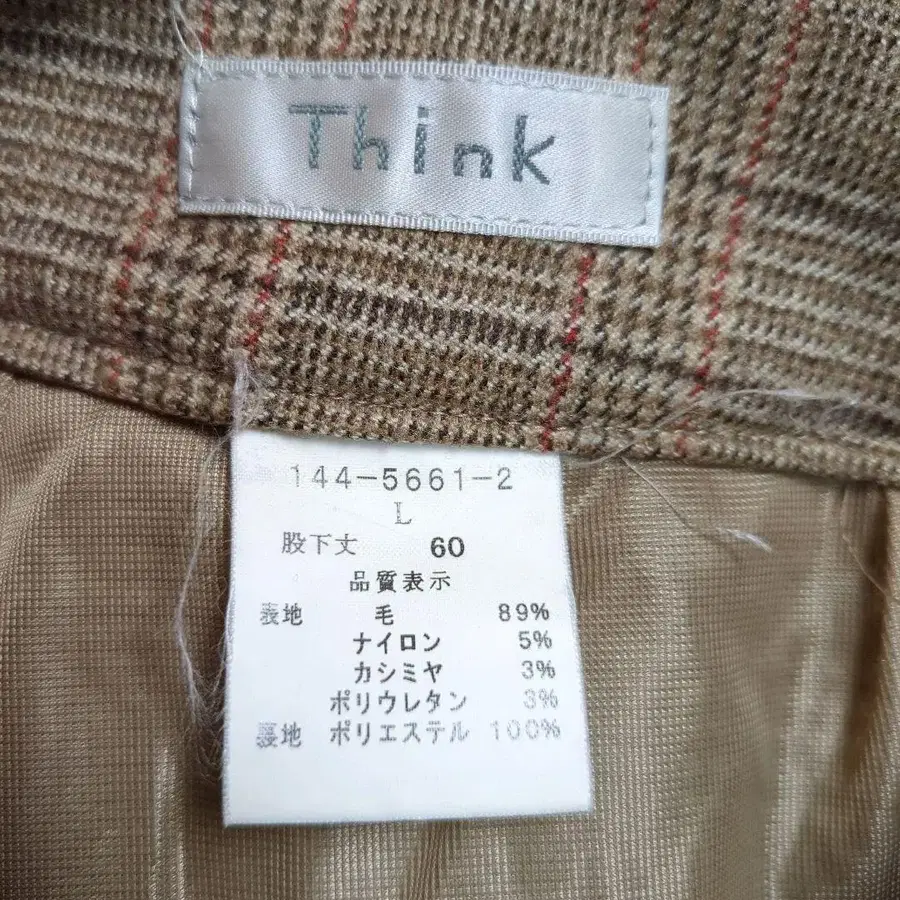 Think
144-5661-2
L
股下丈 60
品質表示
表地 毛 89%
ナイロン 5%
カシミヤ 3%
ポリウレタン 3%
裏地 ポリエステル 100%